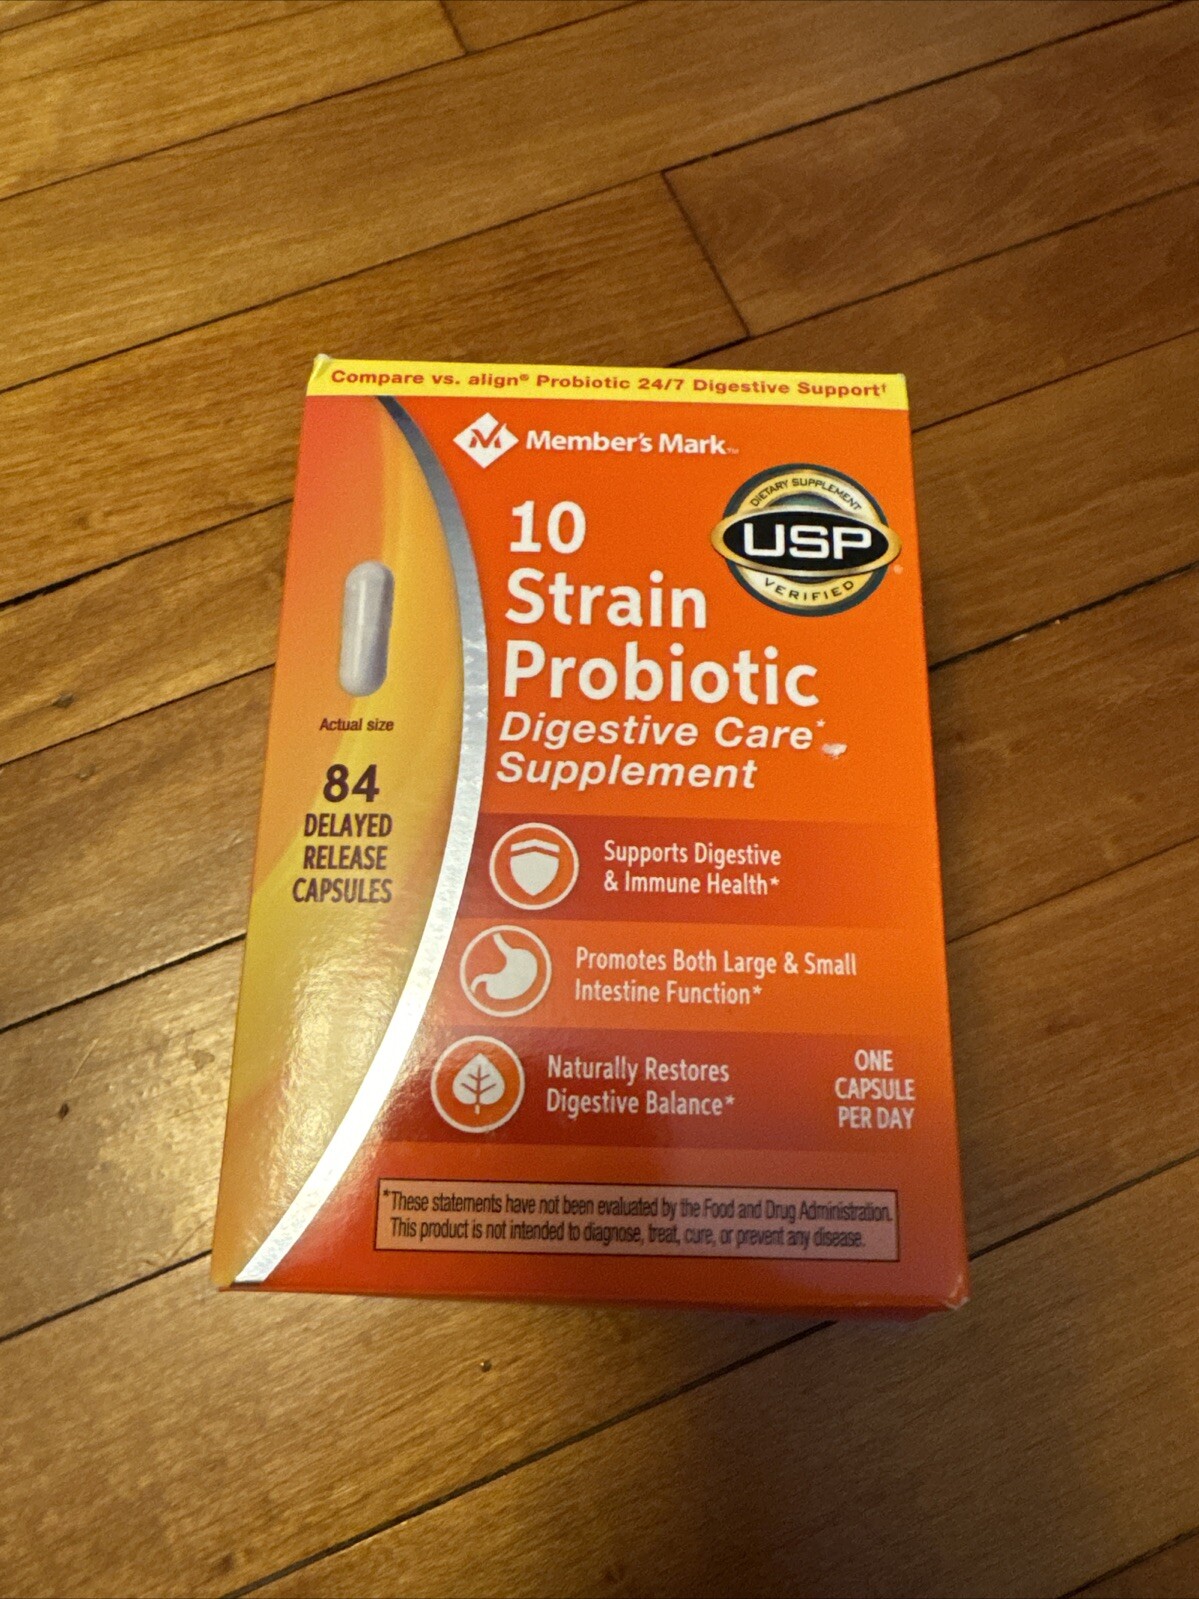 Compare vs. align® Probiotic 24/7 Digestive Support†
Member's Mark™
DIETARY SUPPLEMENT
USP
VERIFIED
®
10
Strain
Probiotic
Digestive Care*
Supplement
Actual size
84
DELAYED
RELEASE
CAPSULES
Supports Digestive
& Immune Health*
Promotes Both Large & Small
Intestine Function*
Naturally Restores
Digestive Balance*
ONE
CAPSULE
PER DAY
*These statements have not been evaluated by the Food and Drug Administration.
This product is not intended to diagnose, treat, cure, or prevent any disease.